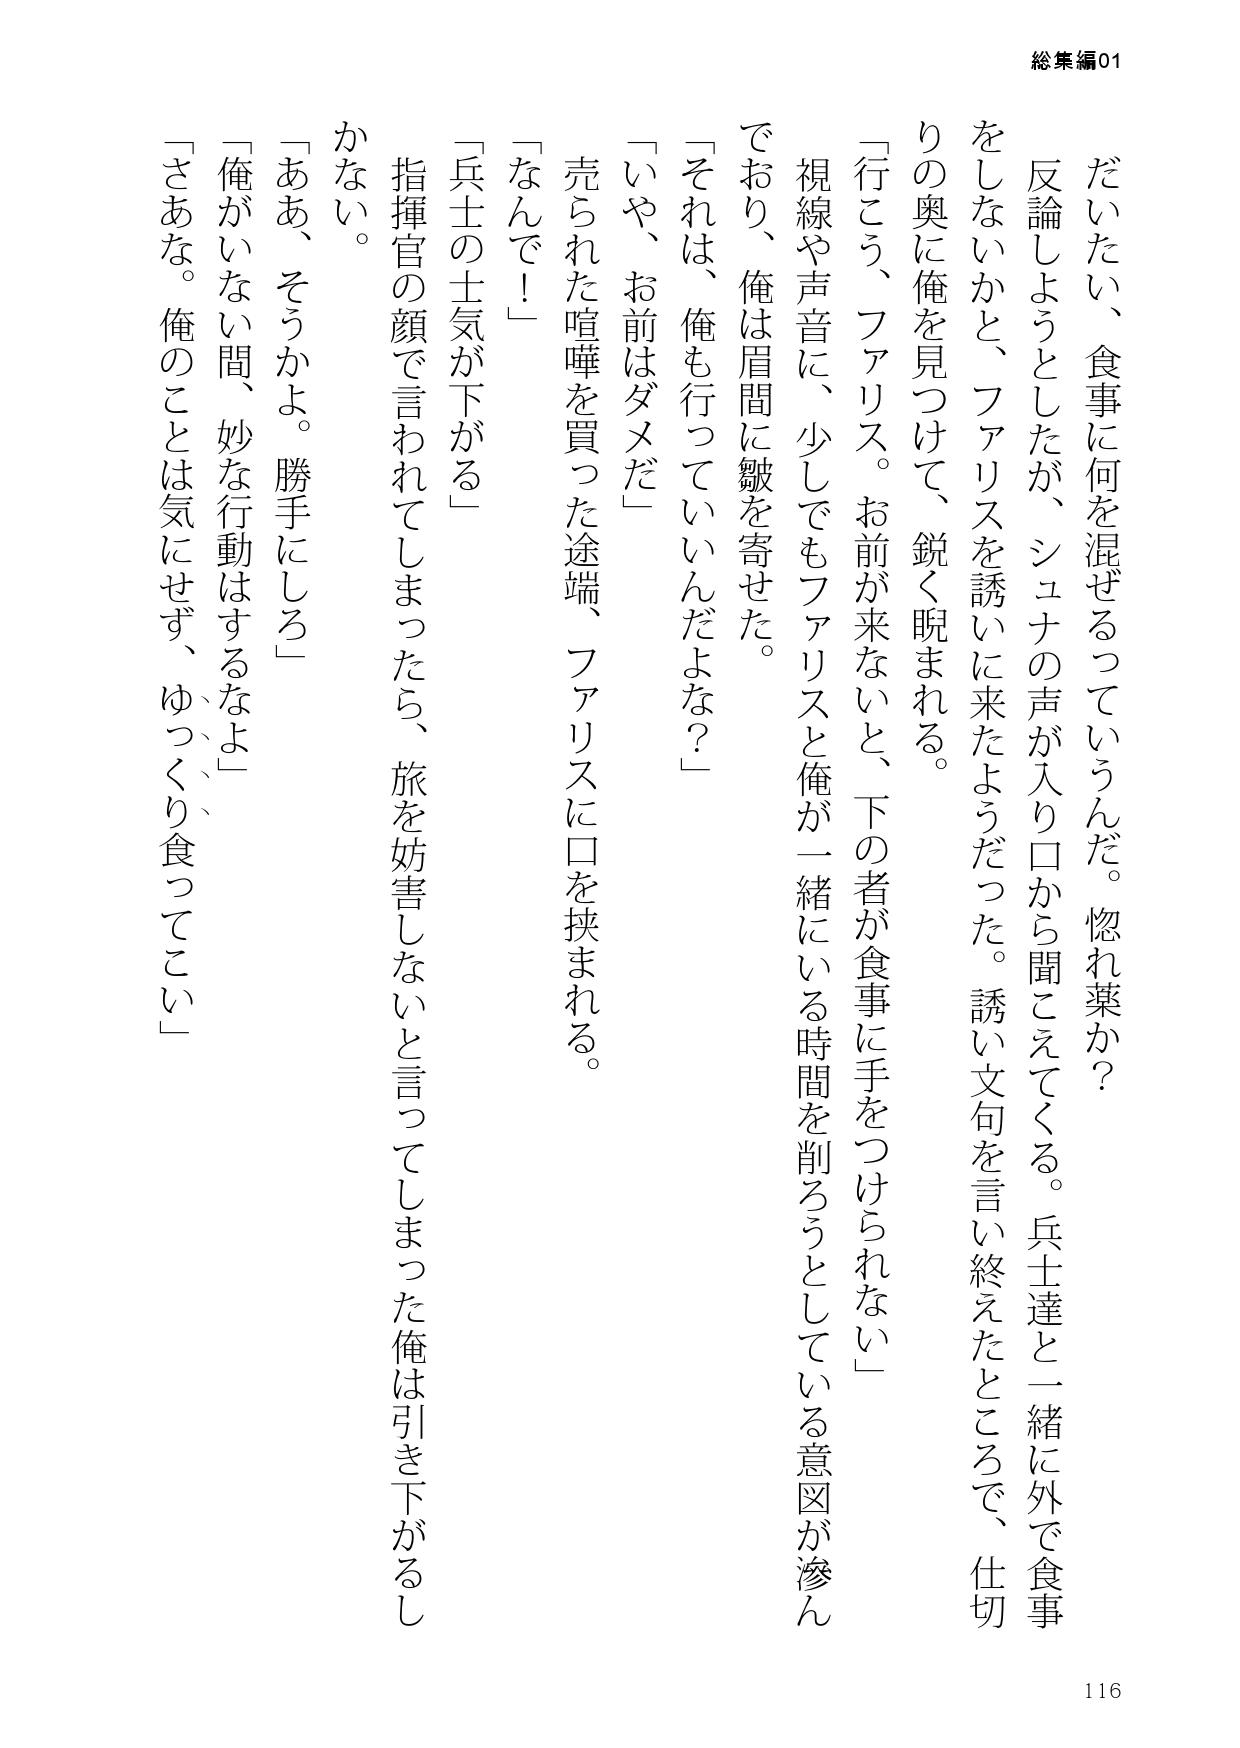 総集編01
だいたい、食事に何を混ぜるっていうんだ。惚れ薬か？
反論しようとしたが、シュナの声が入り口から聞こえてくる。兵士達と一緒に外で食事
をしないかと、ファリスを誘いに来たようだった。誘い文句を言い終えたところで、仕切
りの奥に俺を見つけて、鋭く睨まれる。
「行こう、ファリス。お前が来ないと、下の者が食事に手をつけられない」
視線や声音に、少しでもファリスと俺が一緒にいる時間を削ろうとしている意図が滲ん
でおり、俺は眉間に皺を寄せた。
「それは、俺も行っていいんだよな？」
「いや、お前はダメだ」
売られた喧嘩を買った途端、ファリスに口を挟まれる。
「なんで！」
「兵士の士気が下がる」
指揮官の顔で言われてしまったら、旅を妨害しないと言ってしまった俺は引き下がるし
かない。
「ああ、そうかよ。勝手にしろ」
「俺がいない間、妙な行動はするなよ」
「さあな。俺のことは気にせず、ゆっくり食ってこい」
116